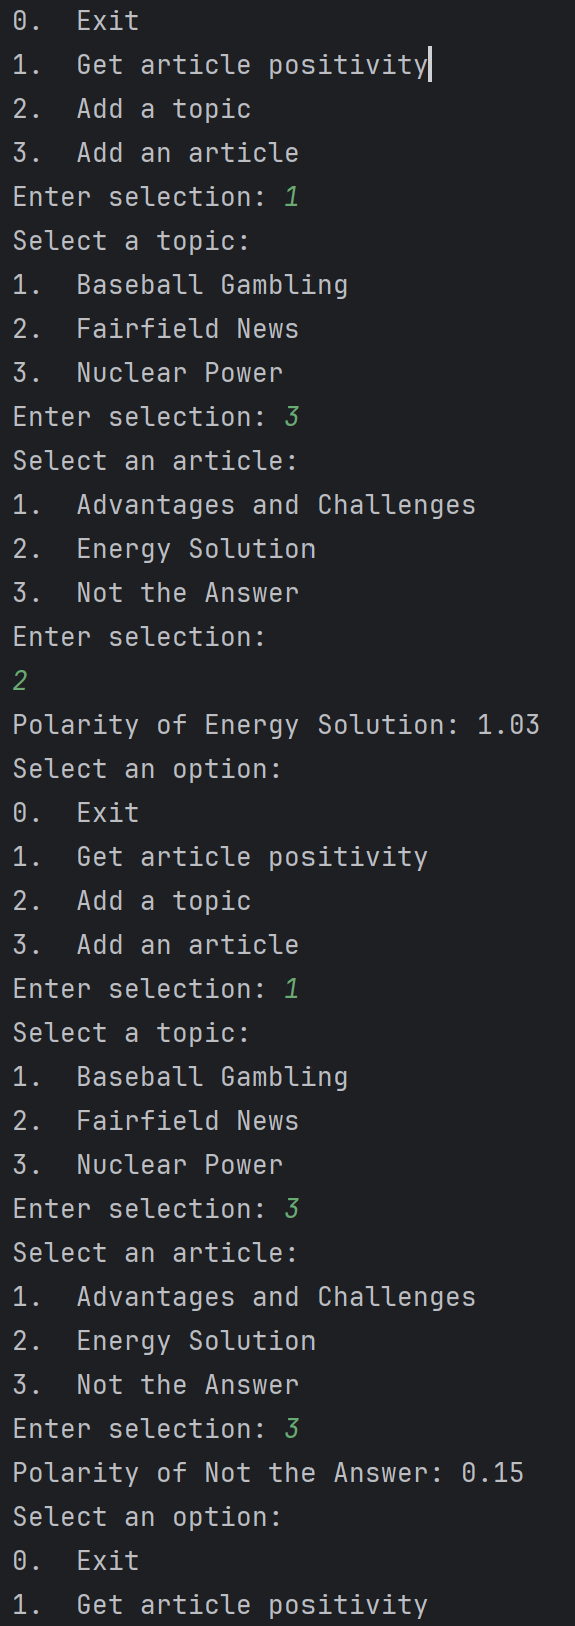 0.  Exit
1.  Get article positivity
2.  Add a topic
3.  Add an article
Enter selection: 1
Select a topic:
1.  Baseball Gambling
2.  Fairfield News
3.  Nuclear Power
Enter selection: 3
Select an article:
1.  Advantages and Challenges
2.  Energy Solution
3.  Not the Answer
Enter selection:
2
Polarity of Energy Solution: 1.03
Select an option:
0.  Exit
1.  Get article positivity
2.  Add a topic
3.  Add an article
Enter selection: 1
Select a topic:
1.  Baseball Gambling
2.  Fairfield News
3.  Nuclear Power
Enter selection: 3
Select an article:
1.  Advantages and Challenges
2.  Energy Solution
3.  Not the Answer
Enter selection: 3
Polarity of Not the Answer: 0.15
Select an option:
0.  Exit
1.  Get article positivity